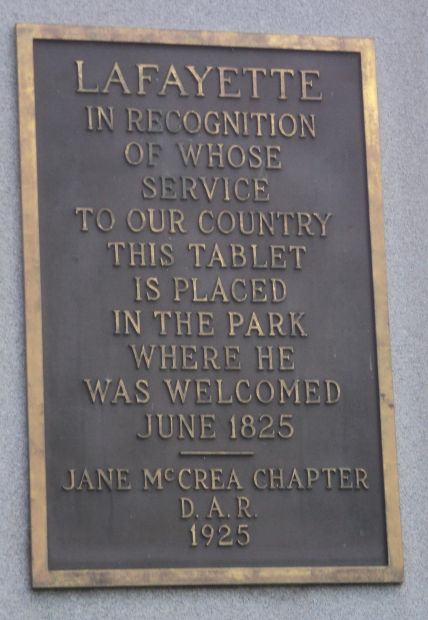 LAFAYETTE
IN RECOGNITION
OF WHOSE
SERVICE
TO OUR COUNTRY
THIS TABLET
IS PLACED
IN THE PARK
WHERE HE
WAS WELCOMED
JUNE 1825
JANE McCREA CHAPTER
D. A. R.
1925